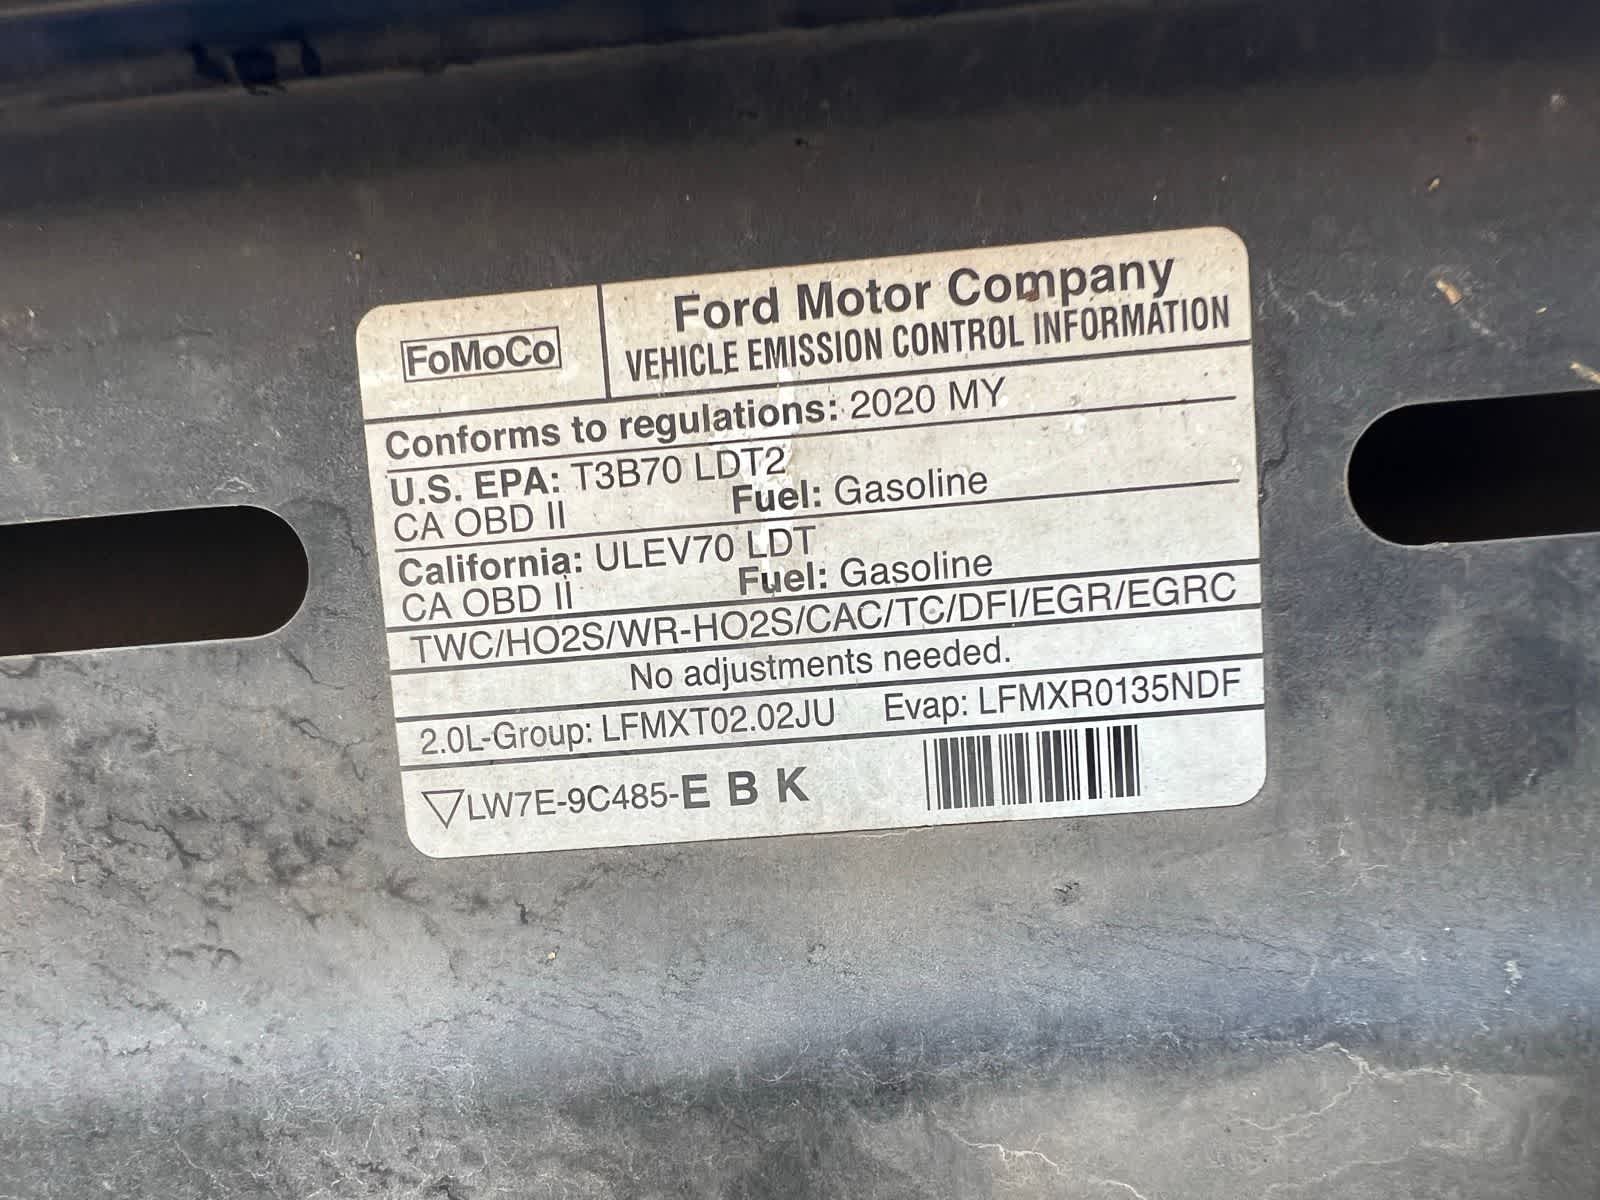 FoMoCo
Ford Motor Company
VEHICLE EMISSION CONTROL INFORMATION
Conforms to regulations: 2020 MY
U.S. EPA: T3B70 LDT2
CA OBD II Fuel: Gasoline
California: ULEV70 LDT
CA OBD II Fuel: Gasoline
TWC/HO2S/WR-HO2S/CAC/TC/DFI/EGR/EGRC
No adjustments needed.
2.0L-Group: LFMXT02.02JU Evap: LFMXR0135NDF
LW7E-9C485-E B K